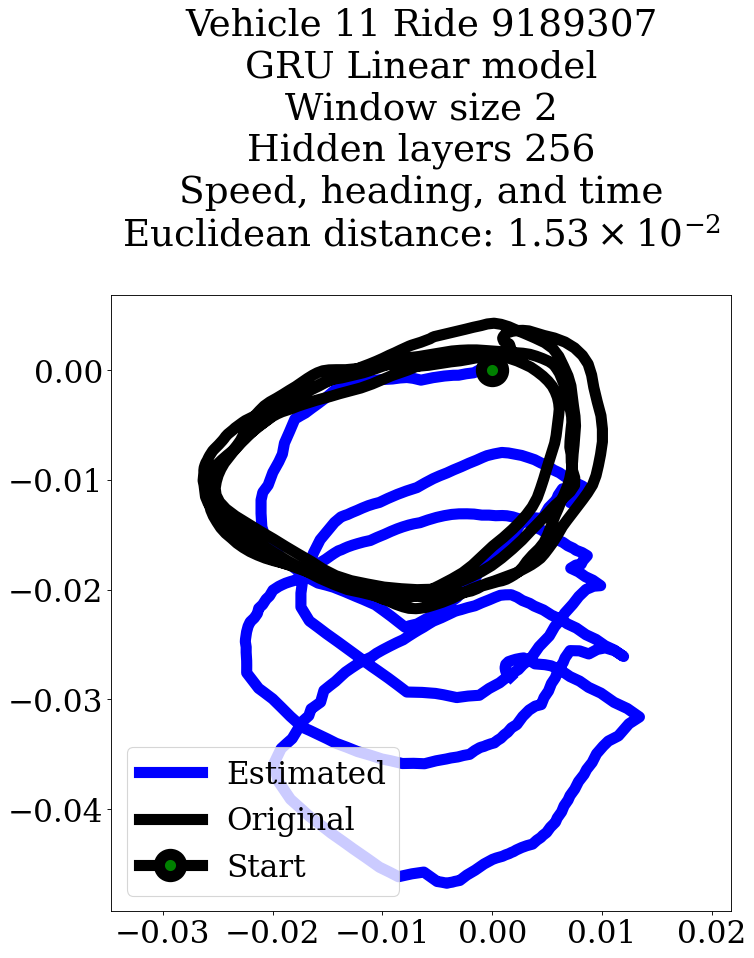 Vehicle 11 Ride 9189307
GRU Linear model
Window size 2
Hidden layers 256
Speed, heading, and time
Euclidean distance: 1.53 × 10⁻²
0.00
−0.01
−0.02
−0.03
−0.04
Estimated
Original
Start
−0.03 −0.02 −0.01 0.00 0.01 0.02